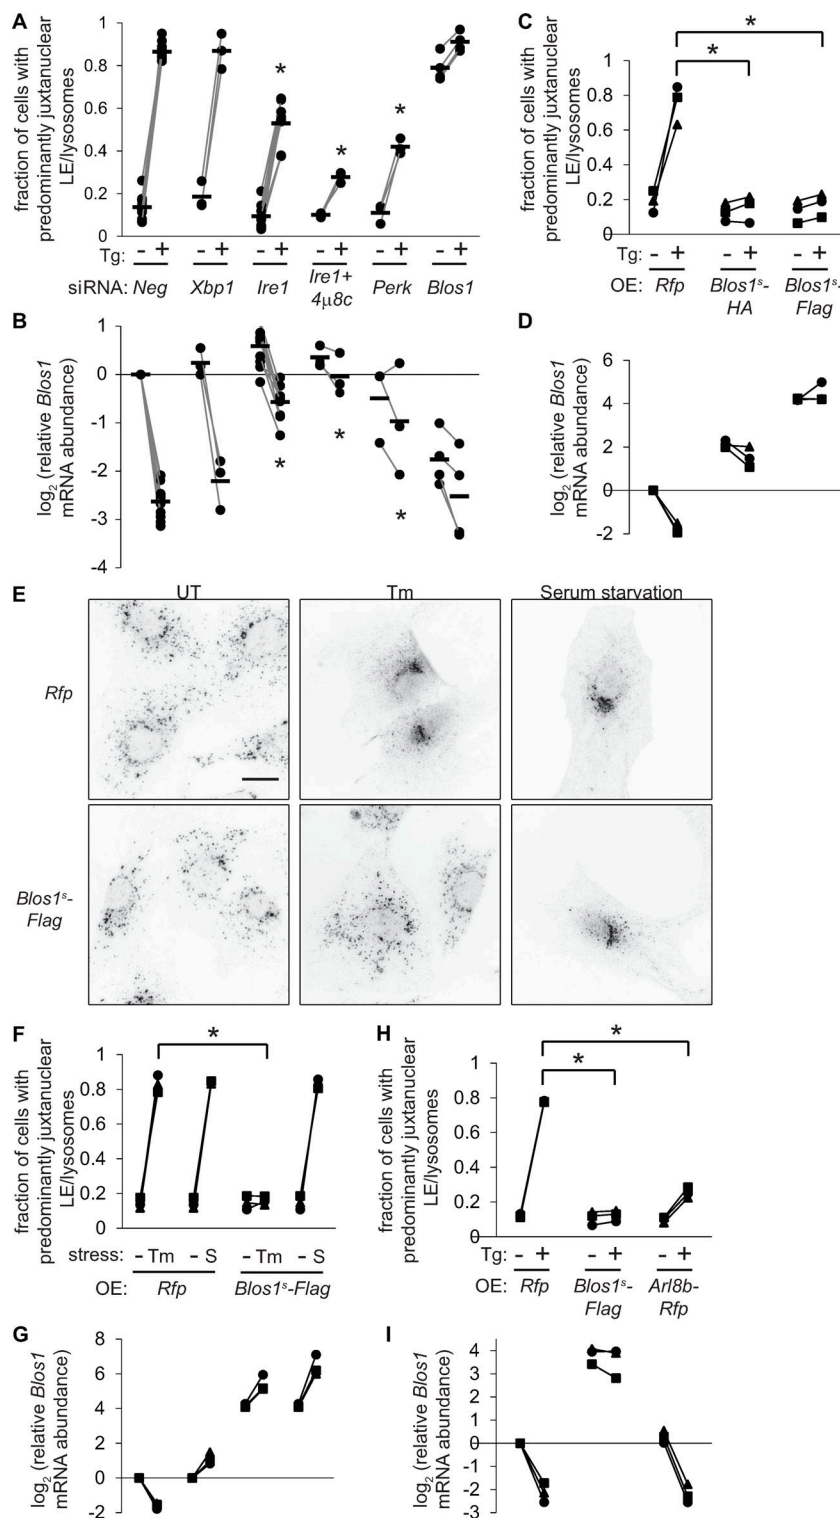 A
fraction of cells with
predominantly juxtanuclear
LE/lysosomes
1
0.8
0.6
0.4
0.2
0
*
*
*
Tg: - + - + - + - + - + - +
siRNA: Neg Xbp1 Ire1 Ire1+ 4μ8c Perk Blos1
B
log2 (relative Blos1
mRNA abundance)
1
0
-1
-2
-3
-4
*
*
*
C
fraction of cells with
predominantly juxtanuclear
LE/lysosomes
1
0.8
0.6
0.4
0.2
0
*
*
Tg: - + - + - +
OE: Rfp Blos1ˢ- Blos1ˢ-
HA Flag
D
log2 (relative Blos1
mRNA abundance)
6
4
2
0
-2
E
UT Tm Serum starvation
Rfp
Blos1ˢ-
Flag
F
fraction of cells with
predominantly juxtanuclear
LE/lysosomes
1
0.8
0.6
0.4
0.2
0
*
stress: - Tm - S - Tm - S
OE: Rfp Blos1ˢ-Flag
G
log2 (relative Blos1
mRNA abundance)
8
6
4
2
0
-2
H
fraction of cells with
predominantly juxtanuclear
LE/lysosomes
1
0.8
0.6
0.4
0.2
0
*
*
Tg: - + - + - +
OE: Rfp Blos1ˢ- Arl8b-
Flag Rfp
I
log2 (relative Blos1
mRNA abundance)
4
3
2
1
0
-1
-2
-3